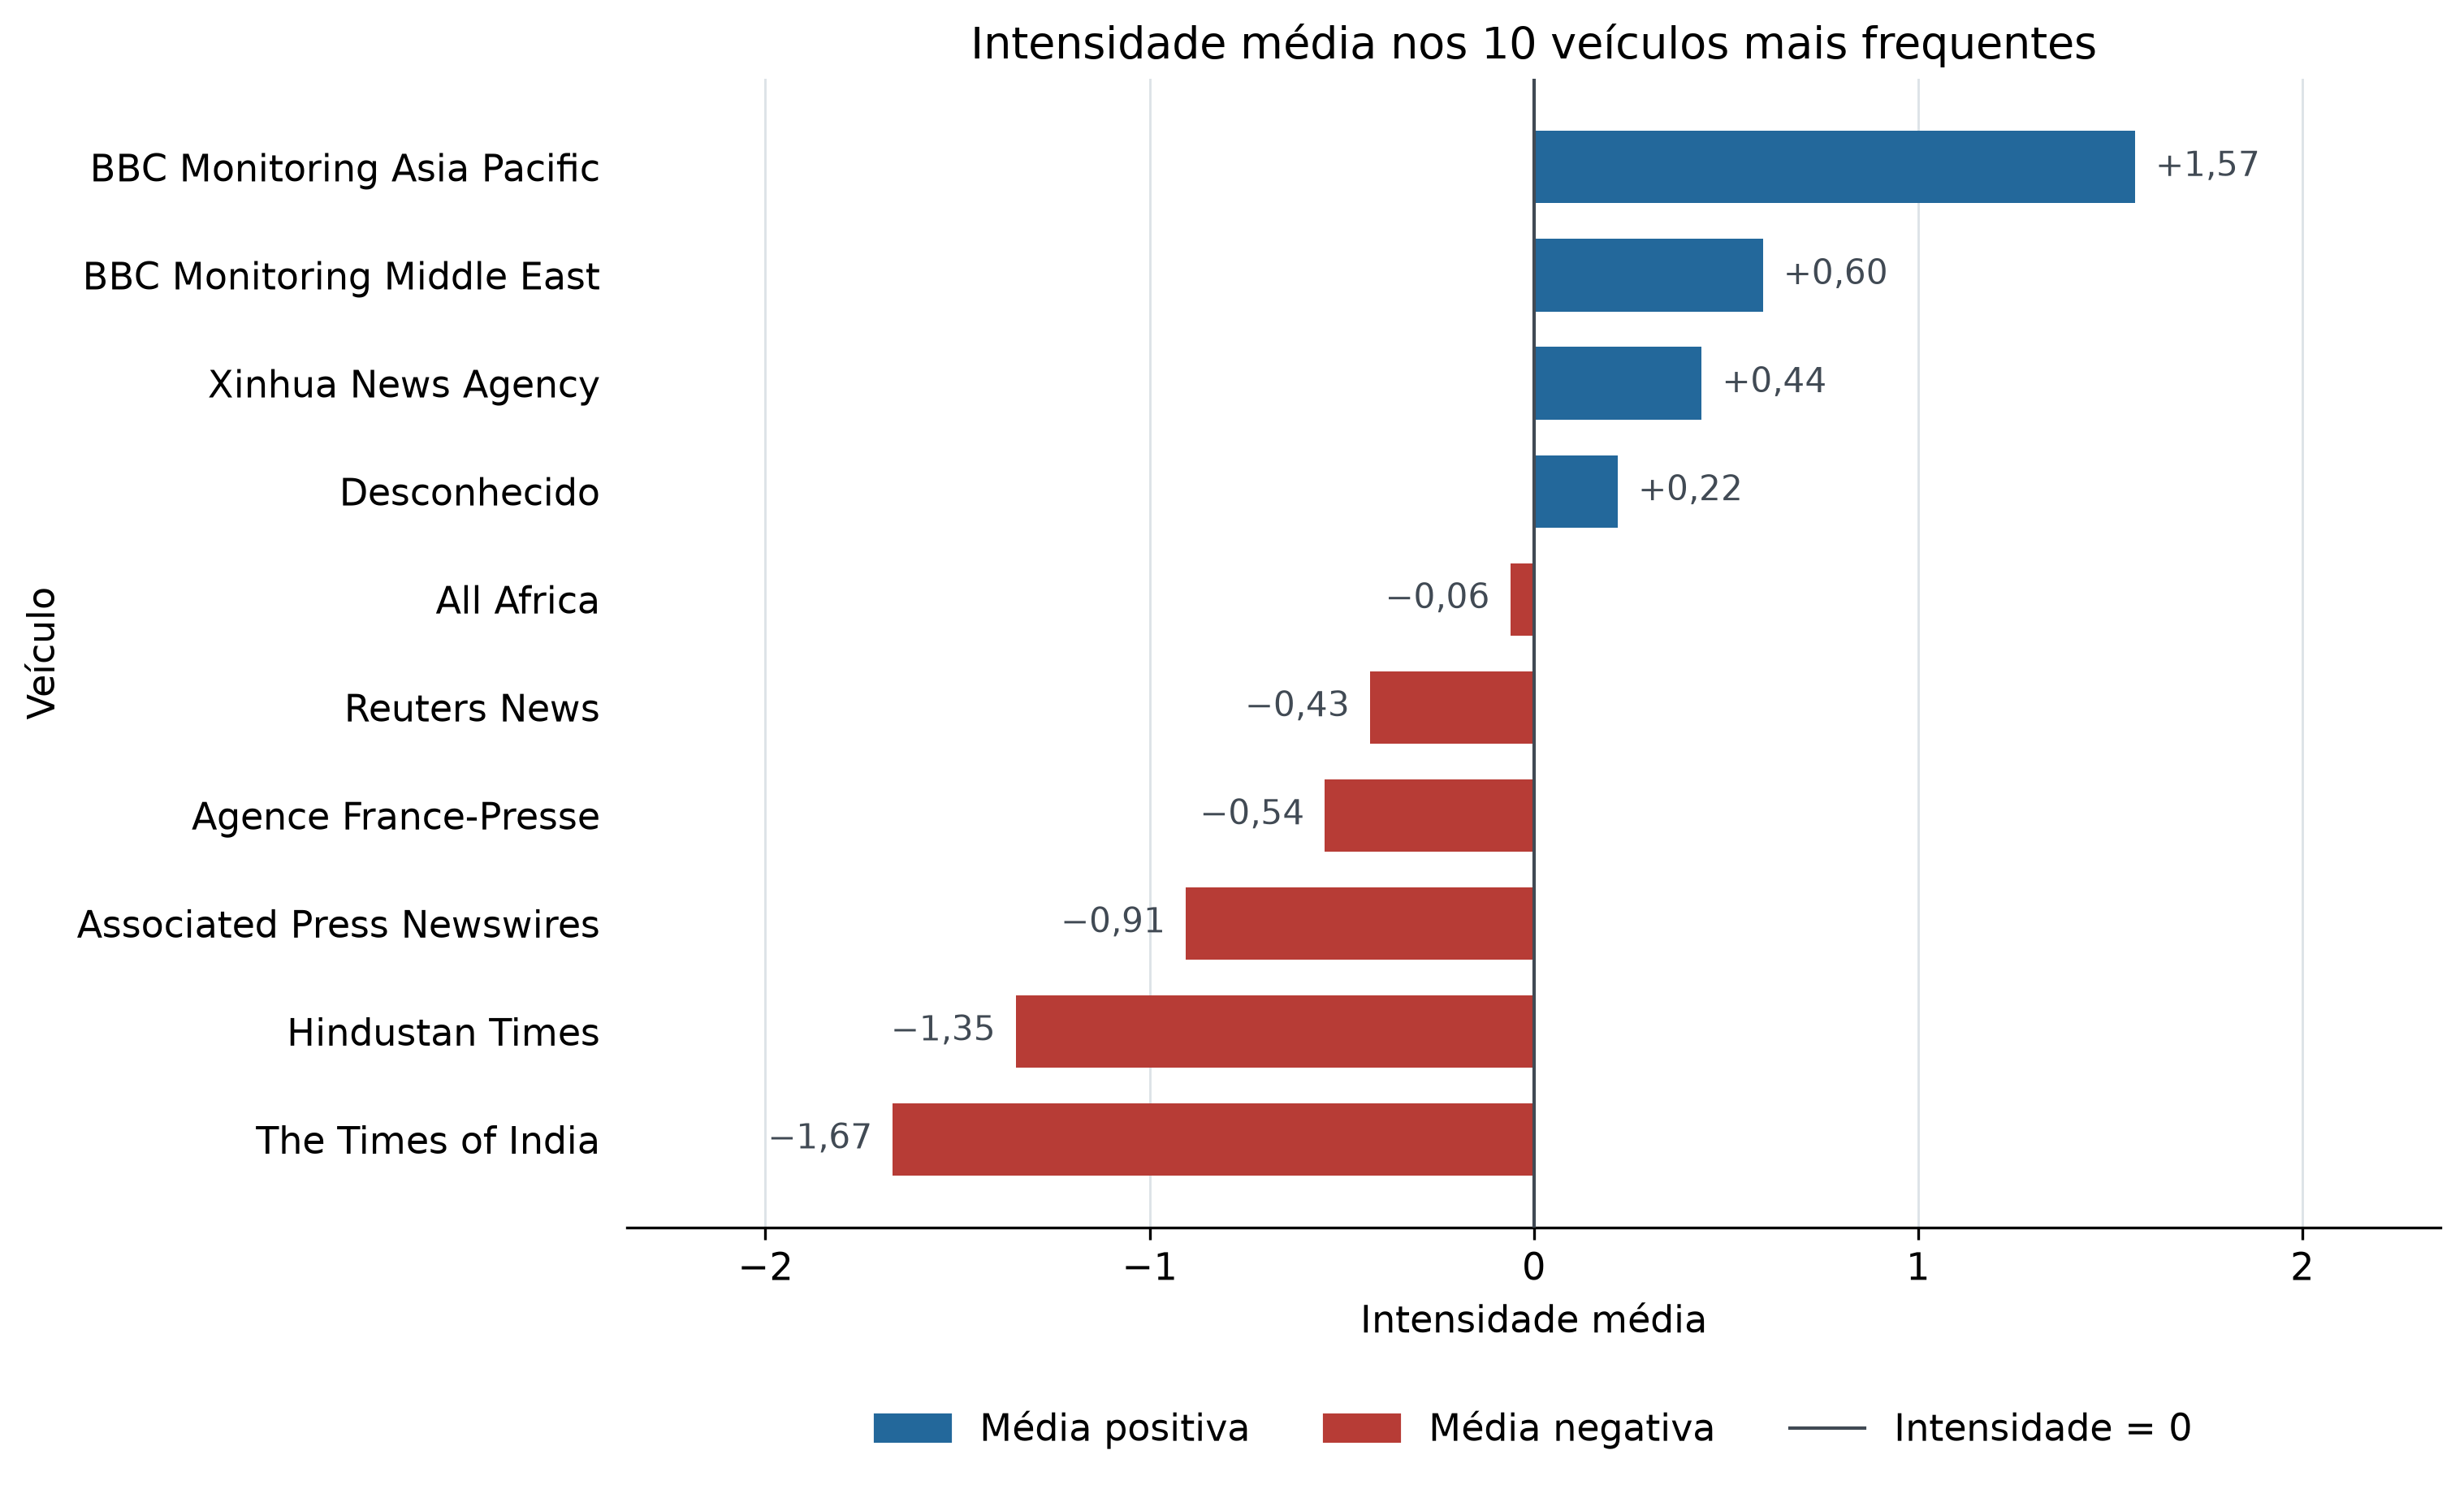 Intensidade média nos 10 veículos mais frequentes
Veículo
BBC Monitoring Asia Pacific
+1,57
BBC Monitoring Middle East
+0,60
Xinhua News Agency
+0,44
Desconhecido
+0,22
All Africa
−0,06
Reuters News
−0,43
Agence France-Presse
−0,54
Associated Press Newswires
−0,91
Hindustan Times
−1,35
The Times of India
−1,67
−2 −1 0 1 2
Intensidade média
Média positiva Média negativa Intensidade = 0